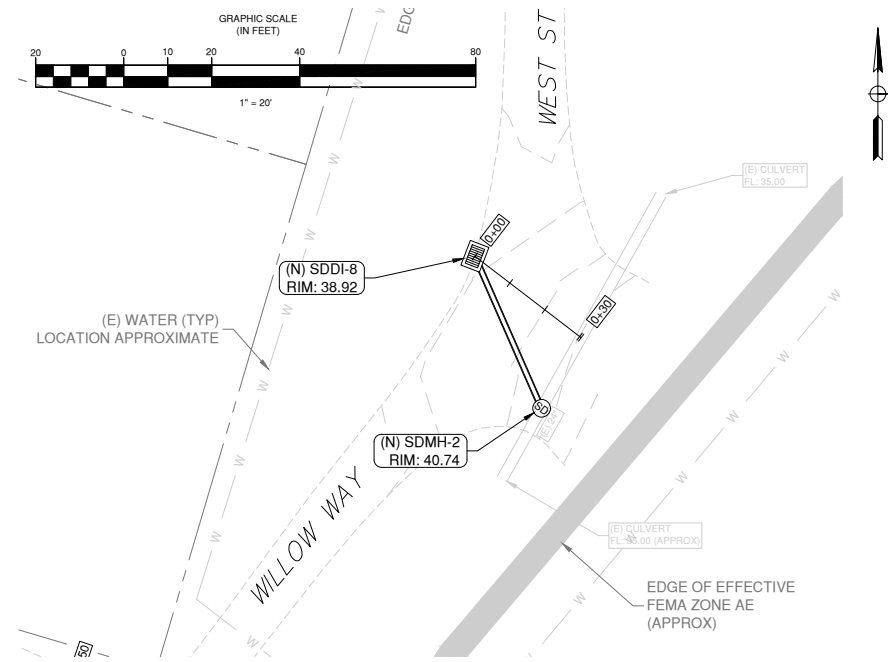 GRAPHIC SCALE
(IN FEET)
20 0 10 20 40 80
1" = 20'
WEST ST
(E) CULVERT
FL: 35.00
0+00
(N) SDDI-8
RIM: 38.92
0+30
(E) WATER (TYP)
LOCATION APPROXIMATE
SD
(E) 24"
(N) SDMH-2
RIM: 40.74
WILLOW WAY
(E) CULVERT
EDGE OF EFFECTIVE
FEMA ZONE AE
(APPROX)
W
W
W
W
W
W
W
W
W
W
W
W
W
W